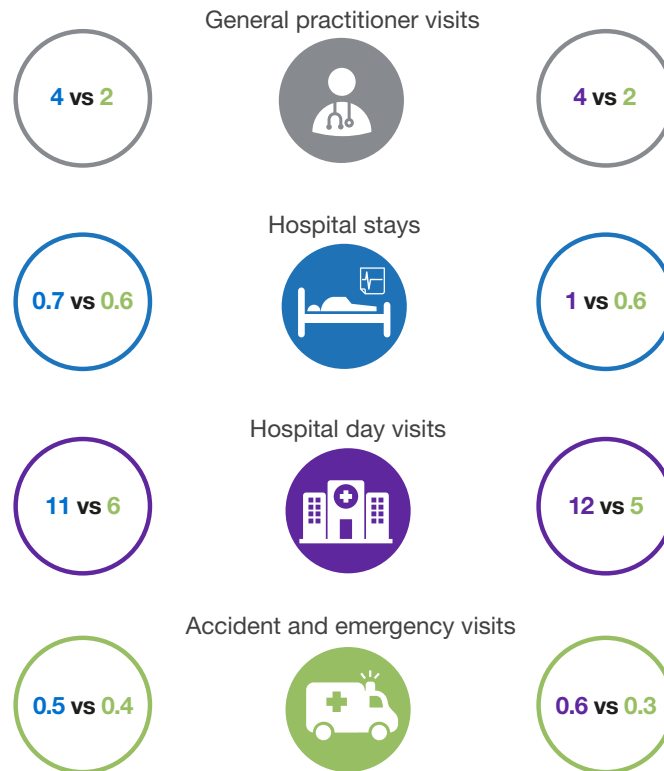 General practitioner visits
4 vs 2
4 vs 2
Hospital stays
0.7 vs 0.6
1 vs 0.6
Hospital day visits
11 vs 6
12 vs 5
Accident and emergency visits
0.5 vs 0.4
0.6 vs 0.3